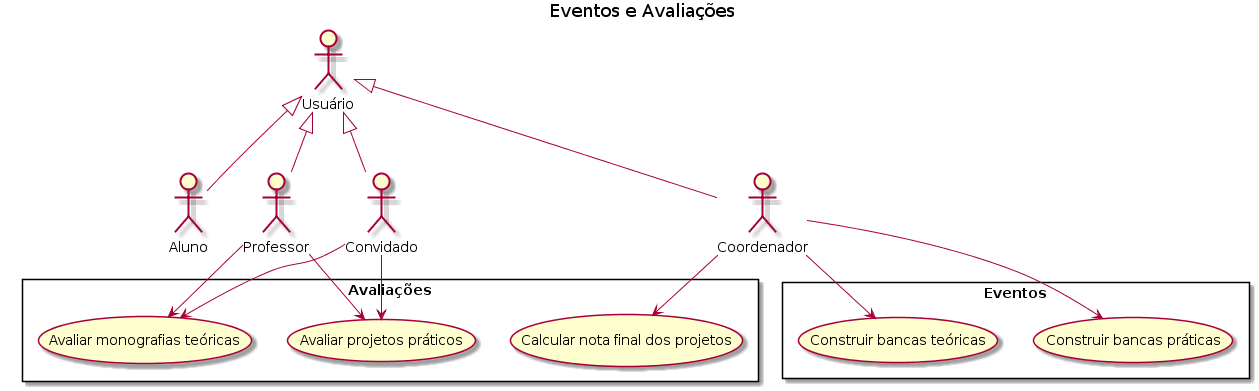 Eventos e Avaliações
Usuário
Aluno
Professor
Convidado
Coordenador
Avaliações
Avaliar monografias teóricas
Avaliar projetos práticos
Calcular nota final dos projetos
Eventos
Construir bancas teóricas
Construir bancas práticas